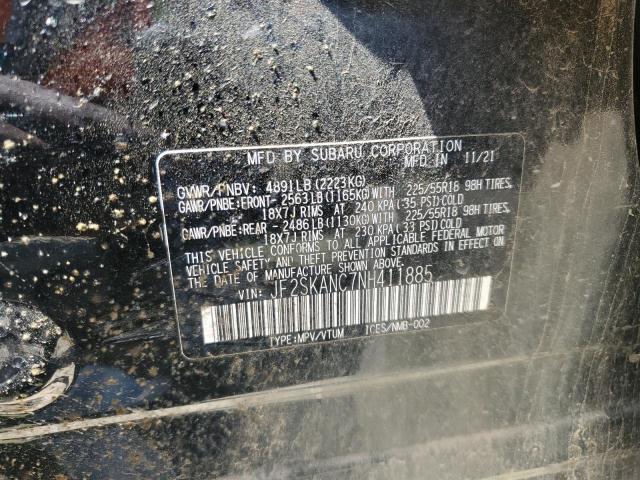 MFD BY SUBARU CORPORATION
MFD IN 11/21
GVWR/PNBV: 4891LB(2223KG)
GAWR/PNBE:FRONT- 2563LB(1165KG)WITH 225/55R18 98H TIRES,
18X7J RIMS AT 240 KPA(35 PSI)COLD
GAWR/PNBE:REAR - 2486LB(1130KG)WITH 225/55R18 98H TIRES,
18X7J RIMS AT 230 KPA(33 PSI)COLD
THIS VEHICLE CONFORMS TO ALL APPLICABLE FEDERAL MOTOR
VEHICLE SAFETY AND THEFT PREVENTION STANDARDS IN EFFECT
ON THE DATE OF MANUFACTURE SHOWN ABOVE.
VIN: JF2SKANC7NH411885
TYPE:MPV/VTUM ICES/NMB-002